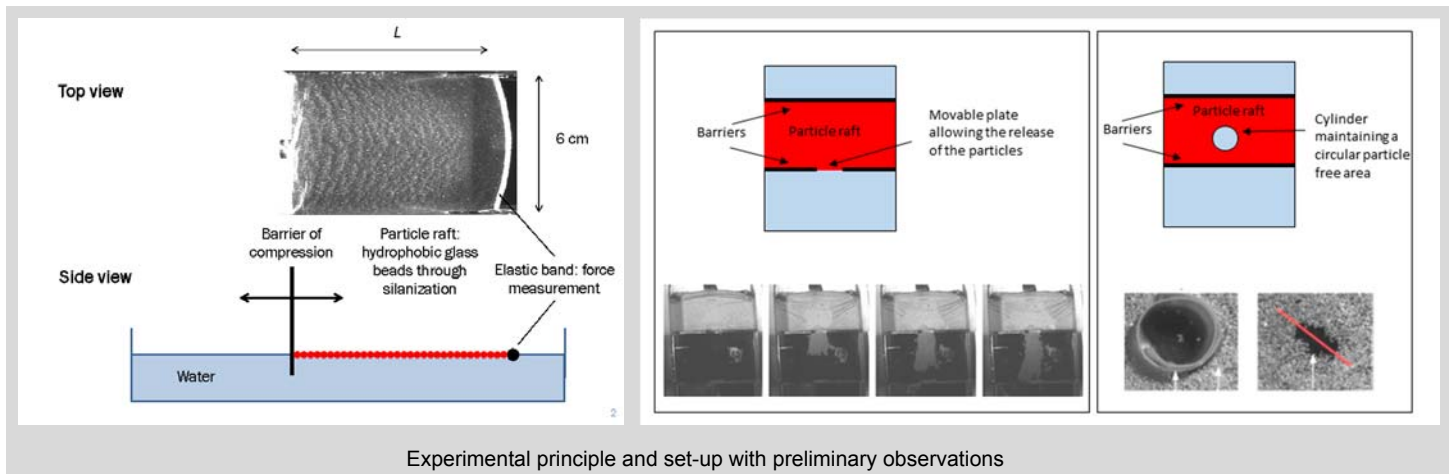 L
Top view
6 cm
Barrier of
compression
Particle raft:
hydrophobic glass
beads through
silanization
Elastic band: force
measurement
Side view
Water
2
Barriers
Particle raft
Movable plate
allowing the release
of the particles
Barriers
Particle raft
Cylinder
maintaining a
circular particle
free area
Experimental principle and set-up with preliminary observations